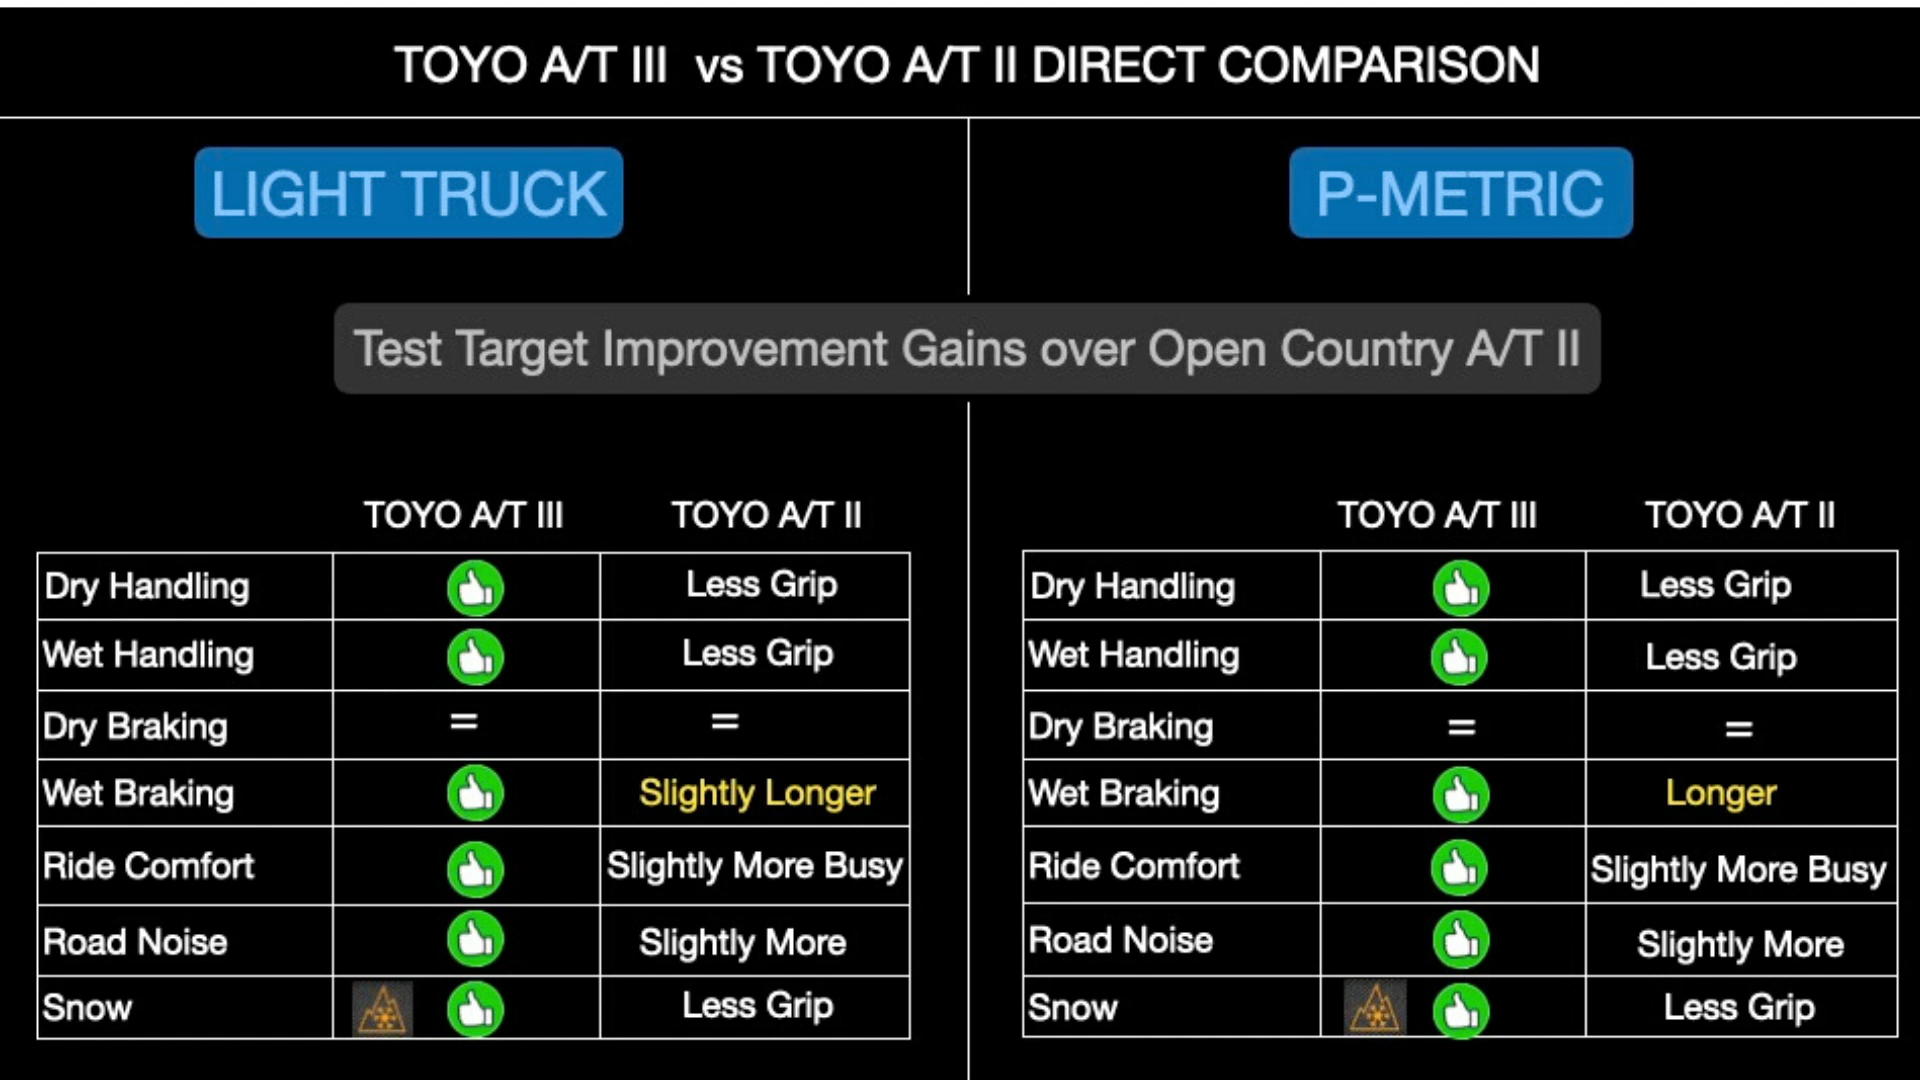 TOYO A/T III vs TOYO A/T II DIRECT COMPARISON
LIGHT TRUCK
P-METRIC
Test Target Improvement Gains over Open Country A/T II
TOYO A/T III TOYO A/T II
Dry Handling Less Grip
Wet Handling Less Grip
Dry Braking = =
Wet Braking Slightly Longer
Ride Comfort Slightly More Busy
Road Noise Slightly More
Snow Less Grip
TOYO A/T III TOYO A/T II
Dry Handling Less Grip
Wet Handling Less Grip
Dry Braking = =
Wet Braking Longer
Ride Comfort Slightly More Busy
Road Noise Slightly More
Snow Less Grip